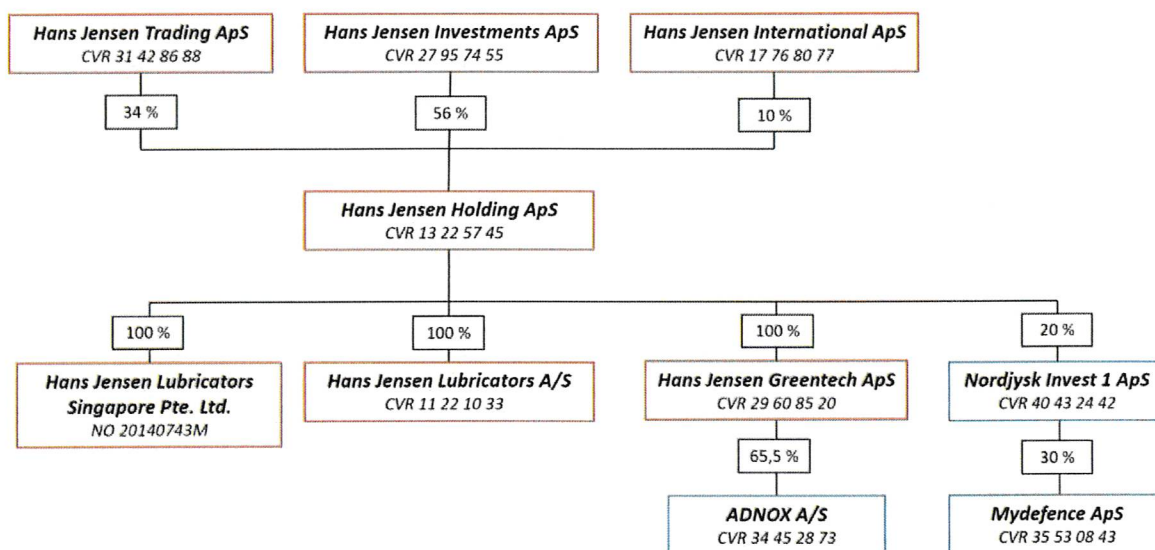 Hans Jensen Trading ApS
CVR 31 42 86 88
Hans Jensen Investments ApS
CVR 27 95 74 55
Hans Jensen International ApS
CVR 17 76 80 77
34 %
56 %
10 %
Hans Jensen Holding ApS
CVR 13 22 57 45
100 %
100 %
100 %
20 %
Hans Jensen Lubricators
Singapore Pte. Ltd.
NO 20140743M
Hans Jensen Lubricators A/S
CVR 11 22 10 33
Hans Jensen Greentech ApS
CVR 29 60 85 20
Nordjysk Invest 1 ApS
CVR 40 43 24 42
65,5 %
30 %
ADNOX A/S
CVR 34 45 28 73
Mydefence ApS
CVR 35 53 08 43